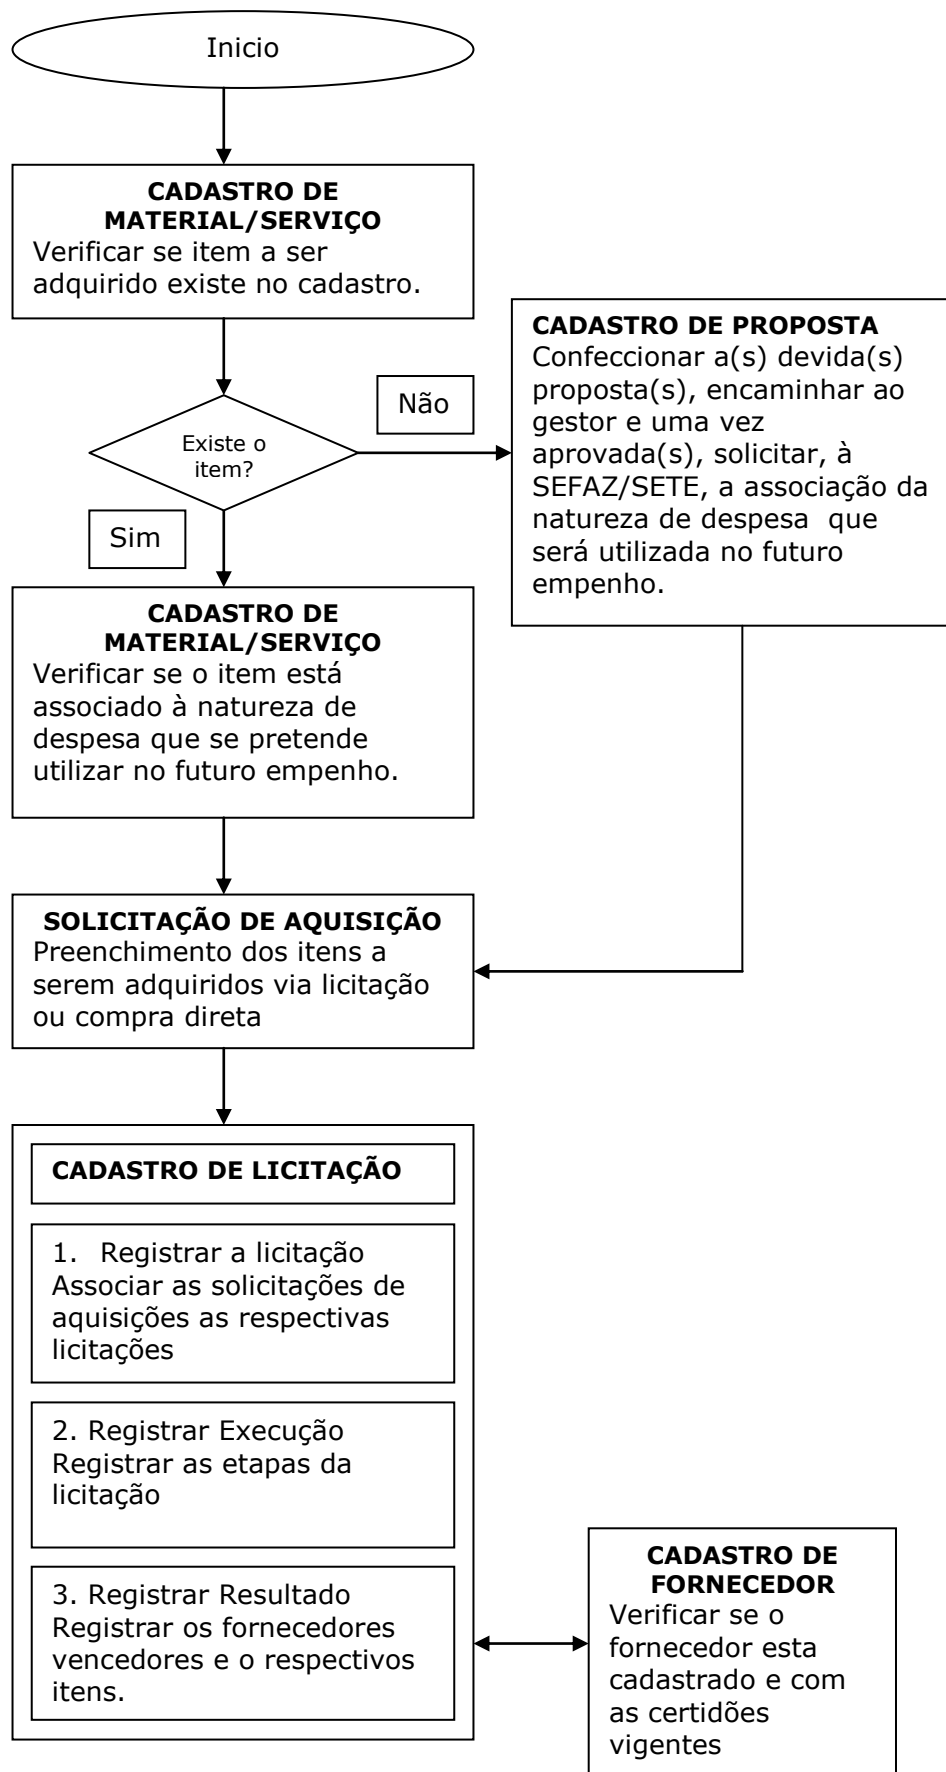 Inicio
CADASTRO DE
MATERIAL/SERVIÇO
Verificar se item a ser
adquirido existe no cadastro.
CADASTRO DE PROPOSTA
Confeccionar a(s) devida(s)
proposta(s), encaminhar ao
gestor e uma vez
aprovada(s), solicitar, à
SEFAZ/SETE, a associação da
natureza de despesa que
será utilizada no futuro
empenho.
Não
Existe o
item?
Sim
CADASTRO DE
MATERIAL/SERVIÇO
Verificar se o item está
associado à natureza de
despesa que se pretende
utilizar no futuro empenho.
SOLICITAÇÃO DE AQUISIÇÃO
Preenchimento dos itens a
serem adquiridos via licitação
ou compra direta
CADASTRO DE LICITAÇÃO
1. Registrar a licitação
Associar as solicitações de
aquisições as respectivas
licitações
2. Registrar Execução
Registrar as etapas da
licitação
3. Registrar Resultado
Registrar os fornecedores
vencedores e o respectivos
itens.
CADASTRO DE
FORNECEDOR
Verificar se o
fornecedor esta
cadastrado e com
as certidões
vigentes